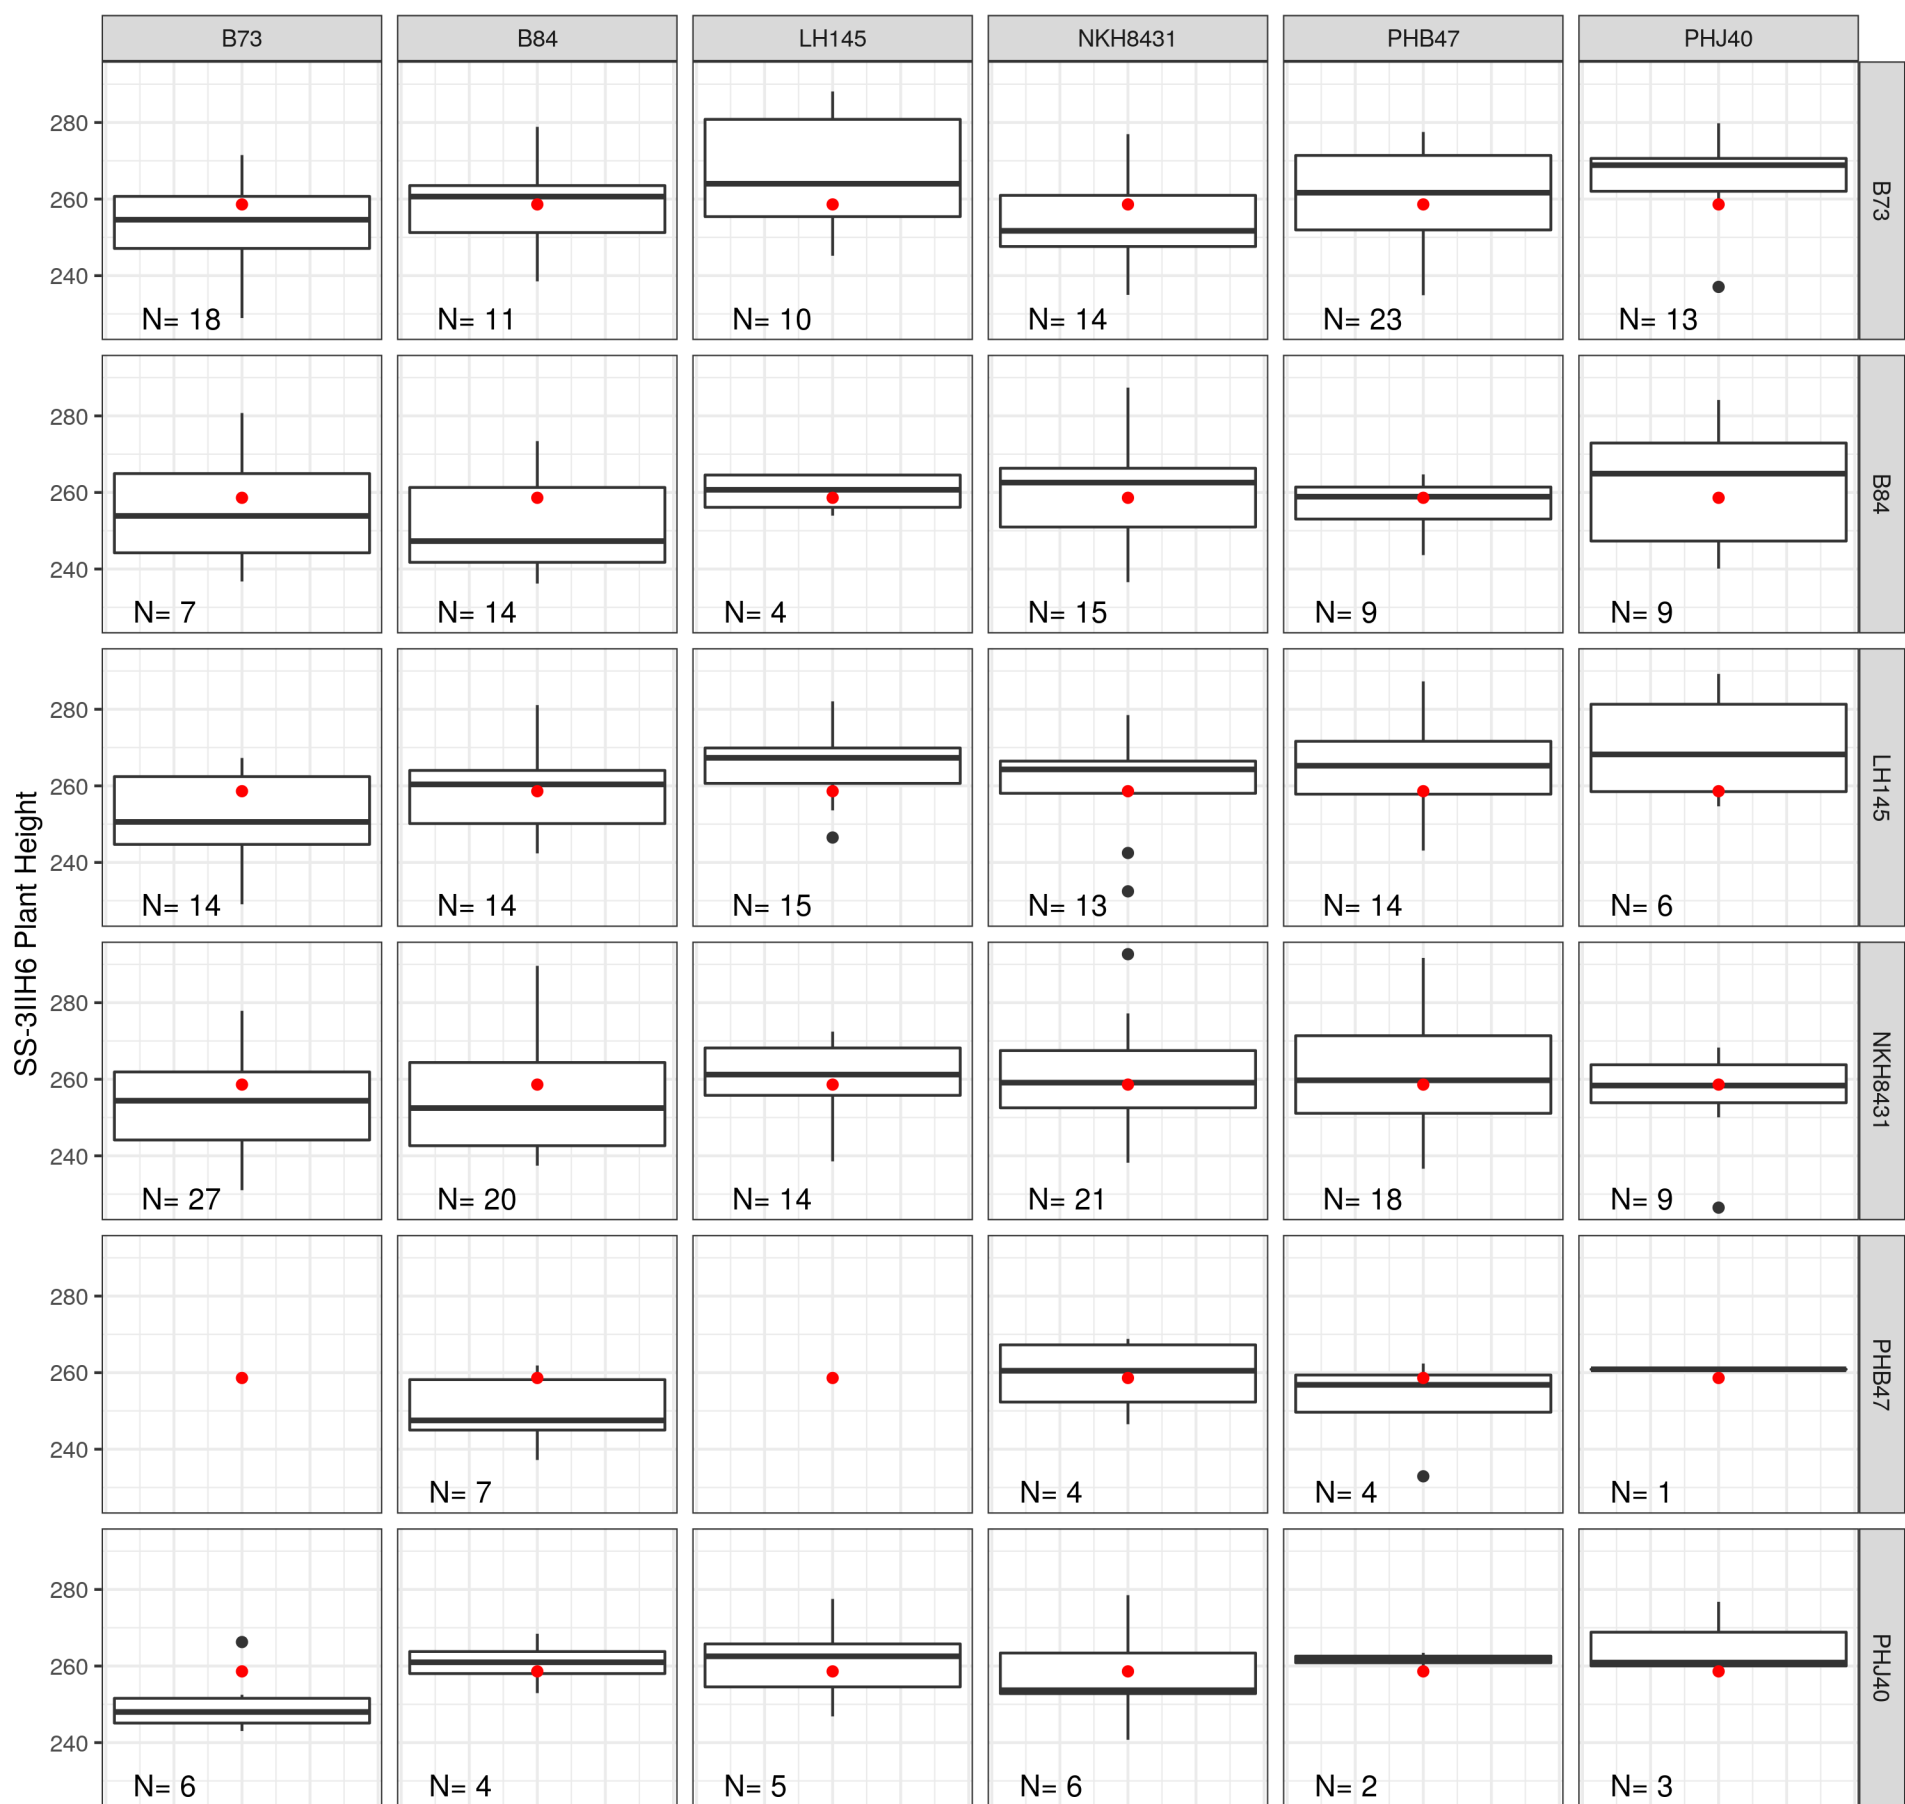 B73 B84 LH145 NKH8431 PHB47 PHJ40
280
260
240
N= 18 N= 11 N= 10 N= 14 N= 23 N= 13
B73
280
260
240
N= 7 N= 14 N= 4 N= 15 N= 9 N= 9
B84
280
260
240
N= 14 N= 14 N= 15 N= 13 N= 14 N= 6
LH145
SS-3IIH6 Plant Height
280
260
240
N= 27 N= 20 N= 14 N= 21 N= 18 N= 9
NKH8431
280
260
240
N= 7 N= 4 N= 4 N= 1
PHB47
280
260
240
N= 6 N= 4 N= 5 N= 6 N= 2 N= 3
PHJ40